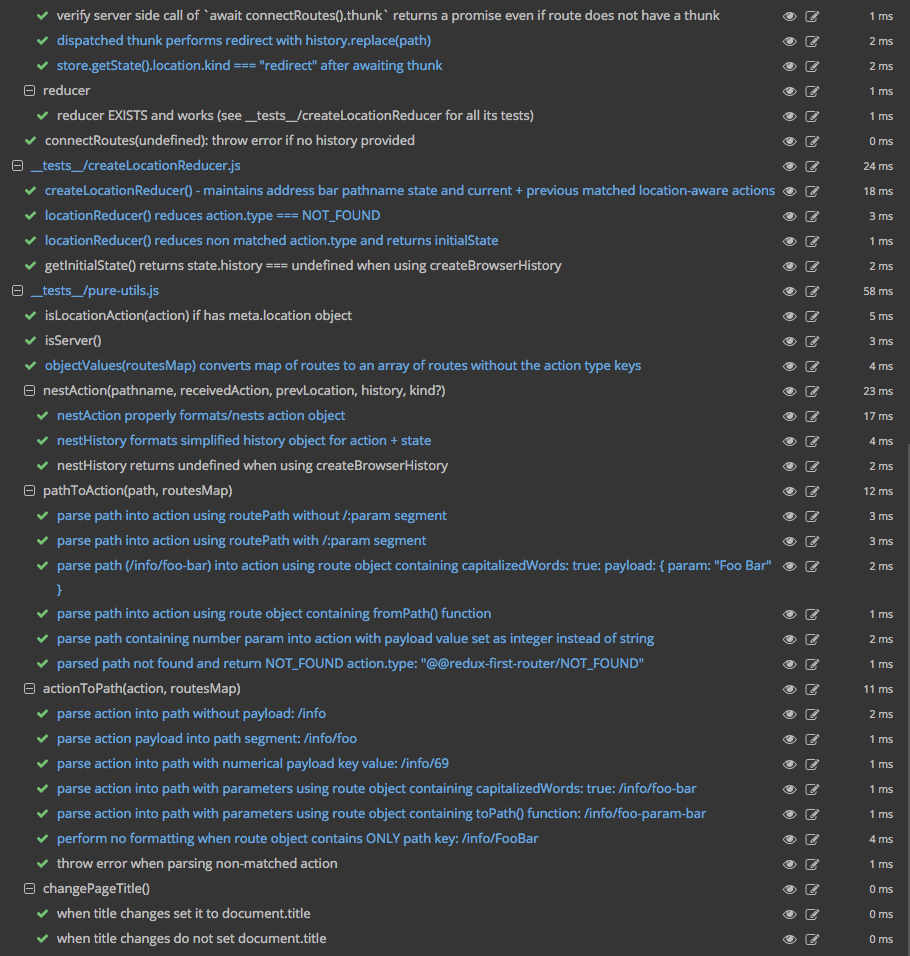 verify server side call of `await connectRoutes().thunk` returns a promise even if route does not have a thunk 1 ms
dispatched thunk performs redirect with history.replace(path) 2 ms
store.getState().location.kind === "redirect" after awaiting thunk 2 ms
reducer 1 ms
reducer EXISTS and works (see __tests__/createLocationReducer for all its tests) 1 ms
connectRoutes(undefined): throw error if no history provided 0 ms
__tests__/createLocationReducer.js 24 ms
createLocationReducer() - maintains address bar pathname state and current + previous matched location-aware actions 18 ms
locationReducer() reduces action.type === NOT_FOUND 3 ms
locationReducer() reduces non matched action.type and returns initialState 1 ms
getInitialState() returns state.history === undefined when using createBrowserHistory 2 ms
__tests__/pure-utils.js 58 ms
isLocationAction(action) if has meta.location object 5 ms
isServer() 3 ms
objectValues(routesMap) converts map of routes to an array of routes without the action type keys 4 ms
nestAction(pathname, receivedAction, prevLocation, history, kind?) 23 ms
nestAction properly formats/nests action object 17 ms
nestHistory formats simplified history object for action + state 4 ms
nestHistory returns undefined when using createBrowserHistory 2 ms
pathToAction(path, routesMap) 12 ms
parse path into action using routePath without /:param segment 3 ms
parse path into action using routePath with /:param segment 3 ms
parse path (/info/foo-bar) into action using route object containing capitalizedWords: true: payload: { param: "Foo Bar" 2 ms
}
parse path into action using route object containing fromPath() function 1 ms
parse path containing number param into action with payload value set as integer instead of string 2 ms
parsed path not found and return NOT_FOUND action.type: "@@redux-first-router/NOT_FOUND" 1 ms
actionToPath(action, routesMap) 11 ms
parse action into path without payload: /info 2 ms
parse action payload into path segment: /info/foo 1 ms
parse action into path with numerical payload key value: /info/69 1 ms
parse action into path with parameters using route object containing capitalizedWords: true: /info/foo-bar 1 ms
parse action into path with parameters using route object containing toPath() function: /info/foo-param-bar 1 ms
perform no formatting when route object contains ONLY path key: /info/FooBar 4 ms
throw error when parsing non-matched action 1 ms
changePageTitle() 0 ms
when title changes set it to document.title 0 ms
when title changes do not set document.title 0 ms